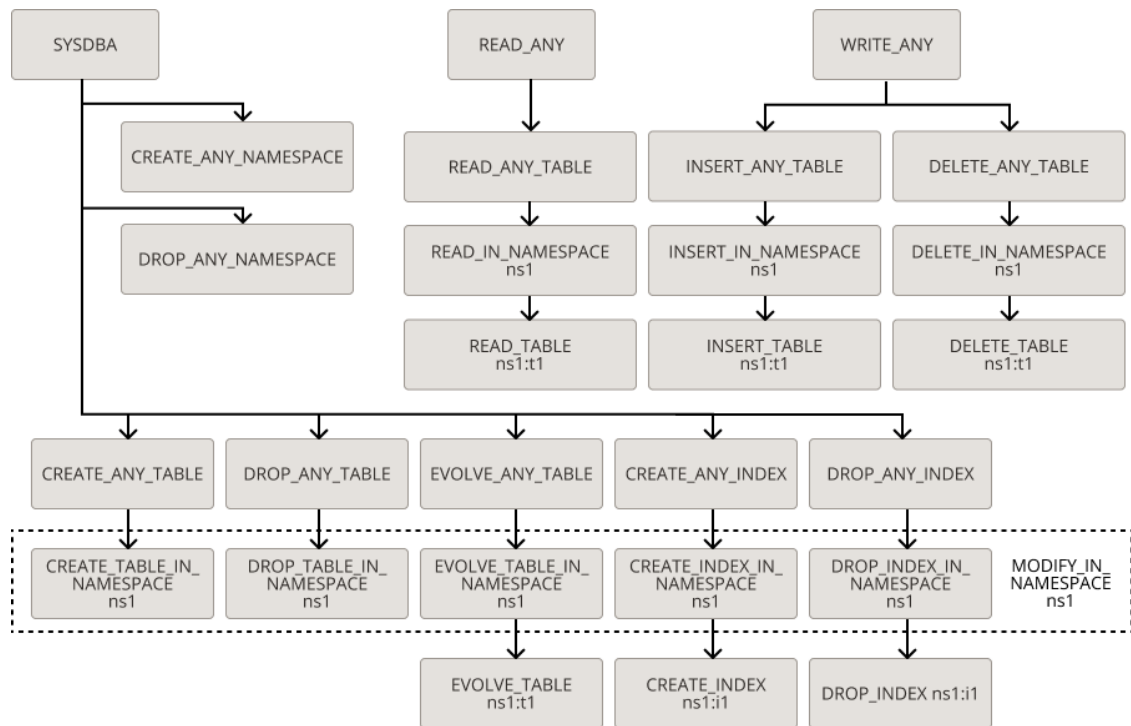 SYSDBA
READ_ANY
WRITE_ANY
CREATE_ANY_NAMESPACE
READ_ANY_TABLE
INSERT_ANY_TABLE
DELETE_ANY_TABLE
DROP_ANY_NAMESPACE
READ_IN_NAMESPACE
ns1
INSERT_IN_NAMESPACE
ns1
DELETE_IN_NAMESPACE
ns1
READ_TABLE
ns1:t1
INSERT_TABLE
ns1:t1
DELETE_TABLE
ns1:t1
CREATE_ANY_TABLE
DROP_ANY_TABLE
EVOLVE_ANY_TABLE
CREATE_ANY_INDEX
DROP_ANY_INDEX
CREATE_TABLE_IN_
NAMESPACE
ns1
DROP_TABLE_IN_
NAMESPACE
ns1
EVOLVE_TABLE_IN_
NAMESPACE
ns1
CREATE_INDEX_IN_
NAMESPACE
ns1
DROP_INDEX_IN_
NAMESPACE
ns1
MODIFY_IN_
NAMESPACE
ns1
EVOLVE_TABLE
ns1:t1
CREATE_INDEX
ns1:i1
DROP_INDEX ns1:i1